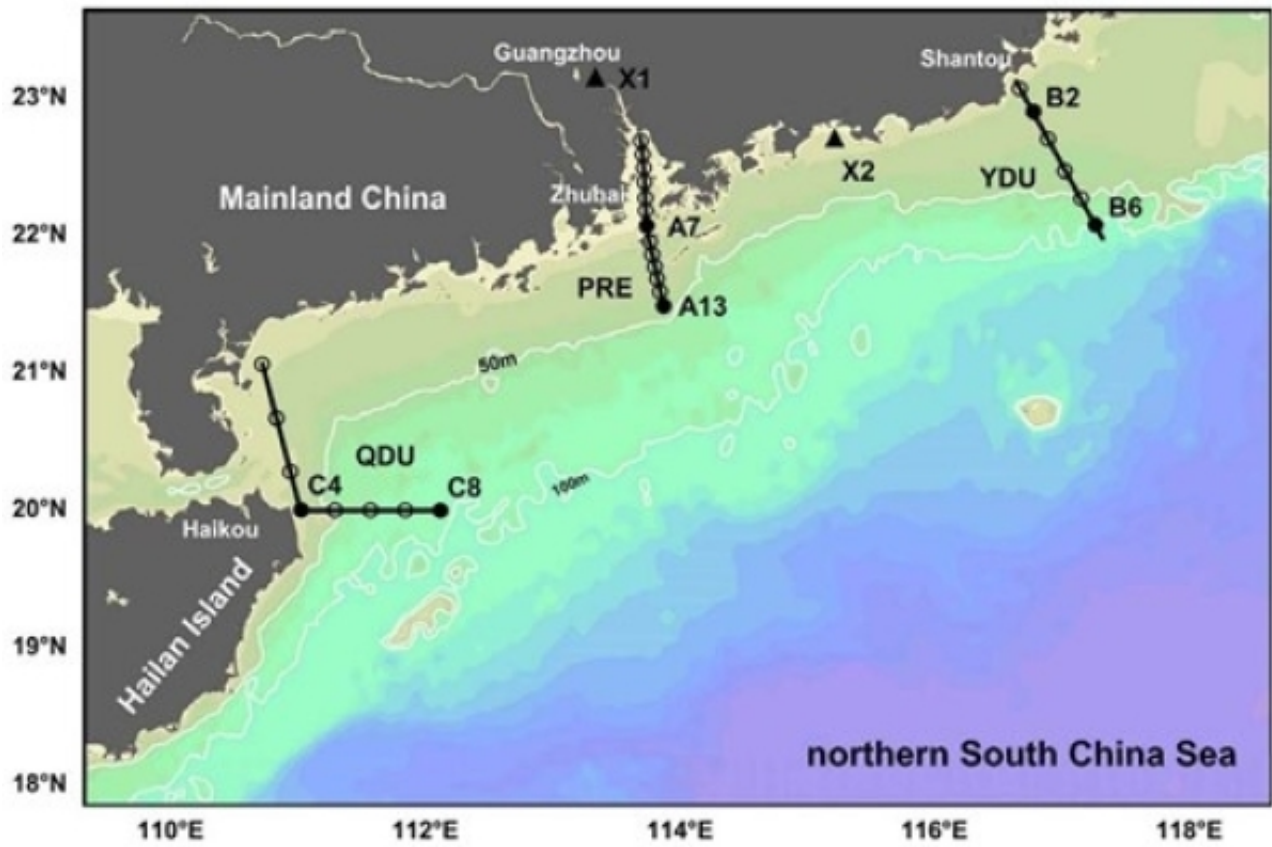 Guangzhou
X1
Shantou
23°N
B2
X2
Mainland China
Zhubai
YDU
22°N
A7
B6
PRE
A13
21°N
50m
QDU
100m
C4
C8
20°N
Haikou
Hailan Island
19°N
northern South China Sea
18°N
110°E
112°E
114°E
116°E
118°E